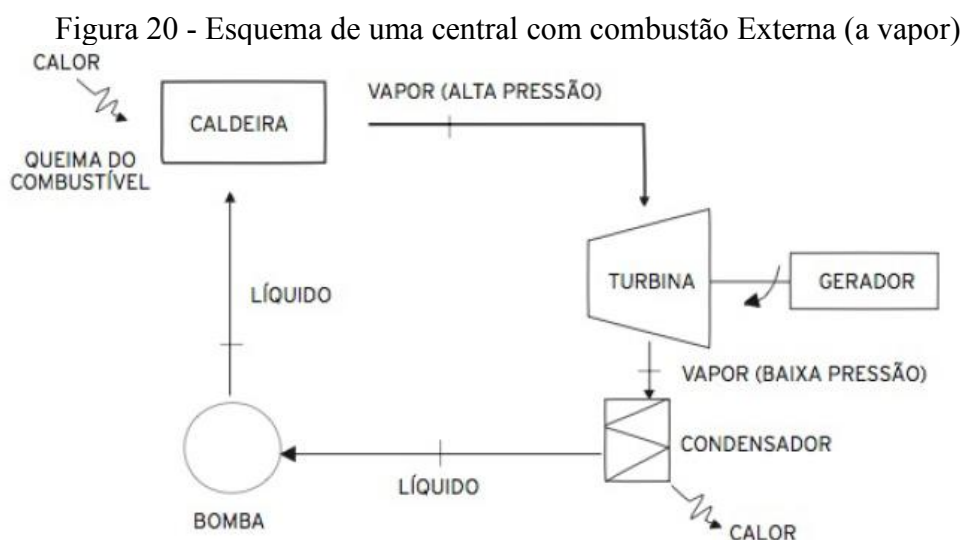 Figura 20 - Esquema de uma central com combustão Externa (a vapor)
CALOR
VAPOR (ALTA PRESSÃO)
CALDEIRA
QUEIMA DO
COMBUSTÍVEL
TURBINA
GERADOR
LÍQUIDO
VAPOR (BAIXA PRESSÃO)
CONDENSADOR
LÍQUIDO
BOMBA
CALOR